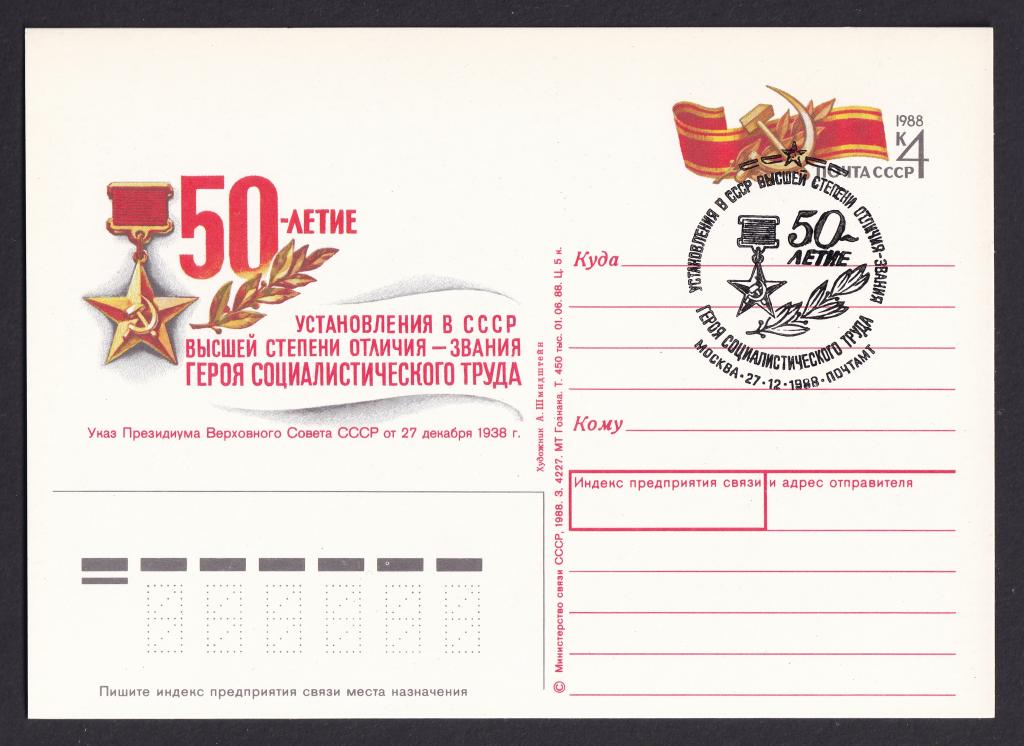 50-ЛЕТИЕ
УСТАНОВЛЕНИЯ В СССР
ВЫСШЕЙ СТЕПЕНИ ОТЛИЧИЯ — ЗВАНИЯ
ГЕРОЯ СОЦИАЛИСТИЧЕСКОГО ТРУДА
Указ Президиума Верховного Совета СССР от 27 декабря 1938 г.
Пишите индекс предприятия связи места назначения
Художник А. Шмидштейн
© Министерство связи СССР, 1988. З. 4227. МТ Гознака. Т. 450 тыс. 01. 06. 88. Ц. 5 к.
1988
К 4
ПОЧТА СССР
УСТАНОВЛЕНИЯ В СССР ВЫСШЕЙ СТЕПЕНИ ОТЛИЧИЯ-ЗВАНИЯ
50-
ЛЕТИЕ
ГЕРОЯ СОЦИАЛИСТИЧЕСКОГО ТРУДА
МОСКВА·27·12·1988·ПОЧТАМТ
Куда
Кому
Индекс предприятия связи и адрес отправителя